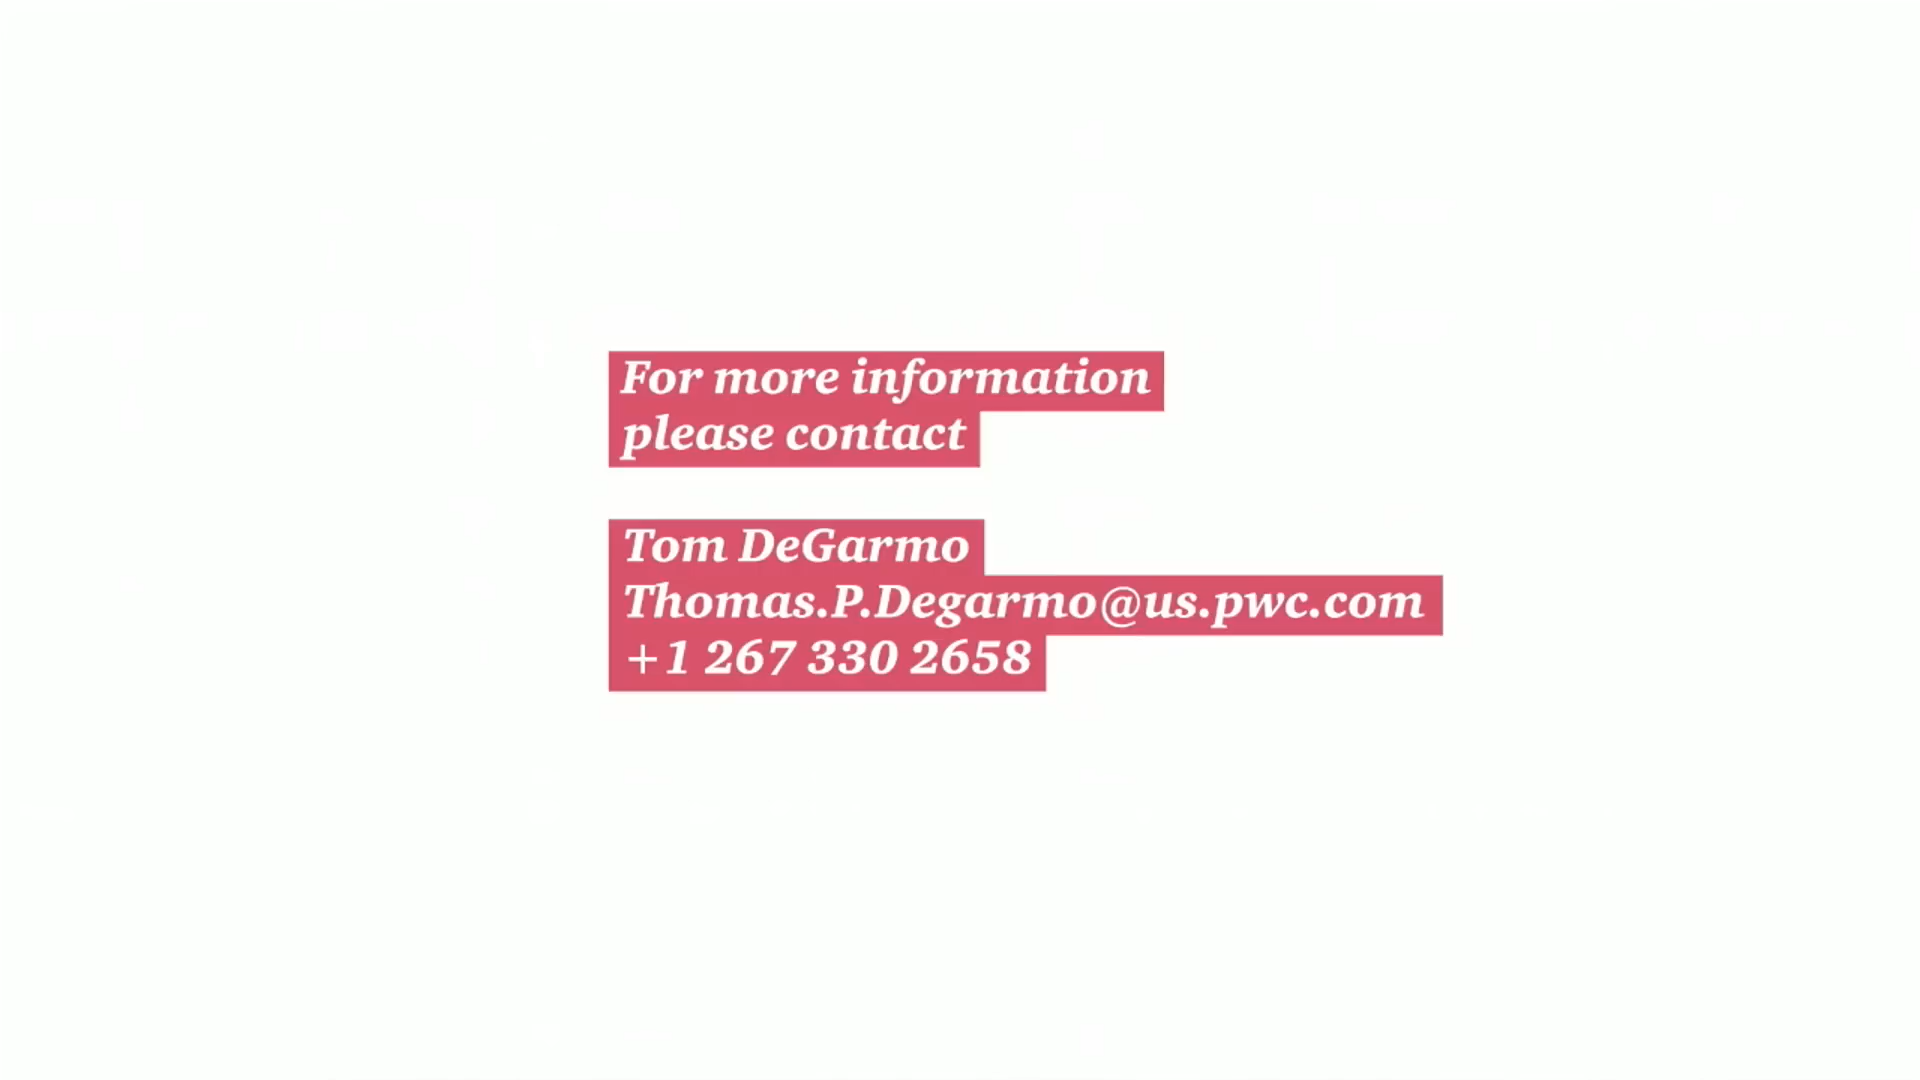 For more information
please contact
Tom DeGarmo
Thomas.P.Degarmo@us.pwc.com
+1 267 330 2658